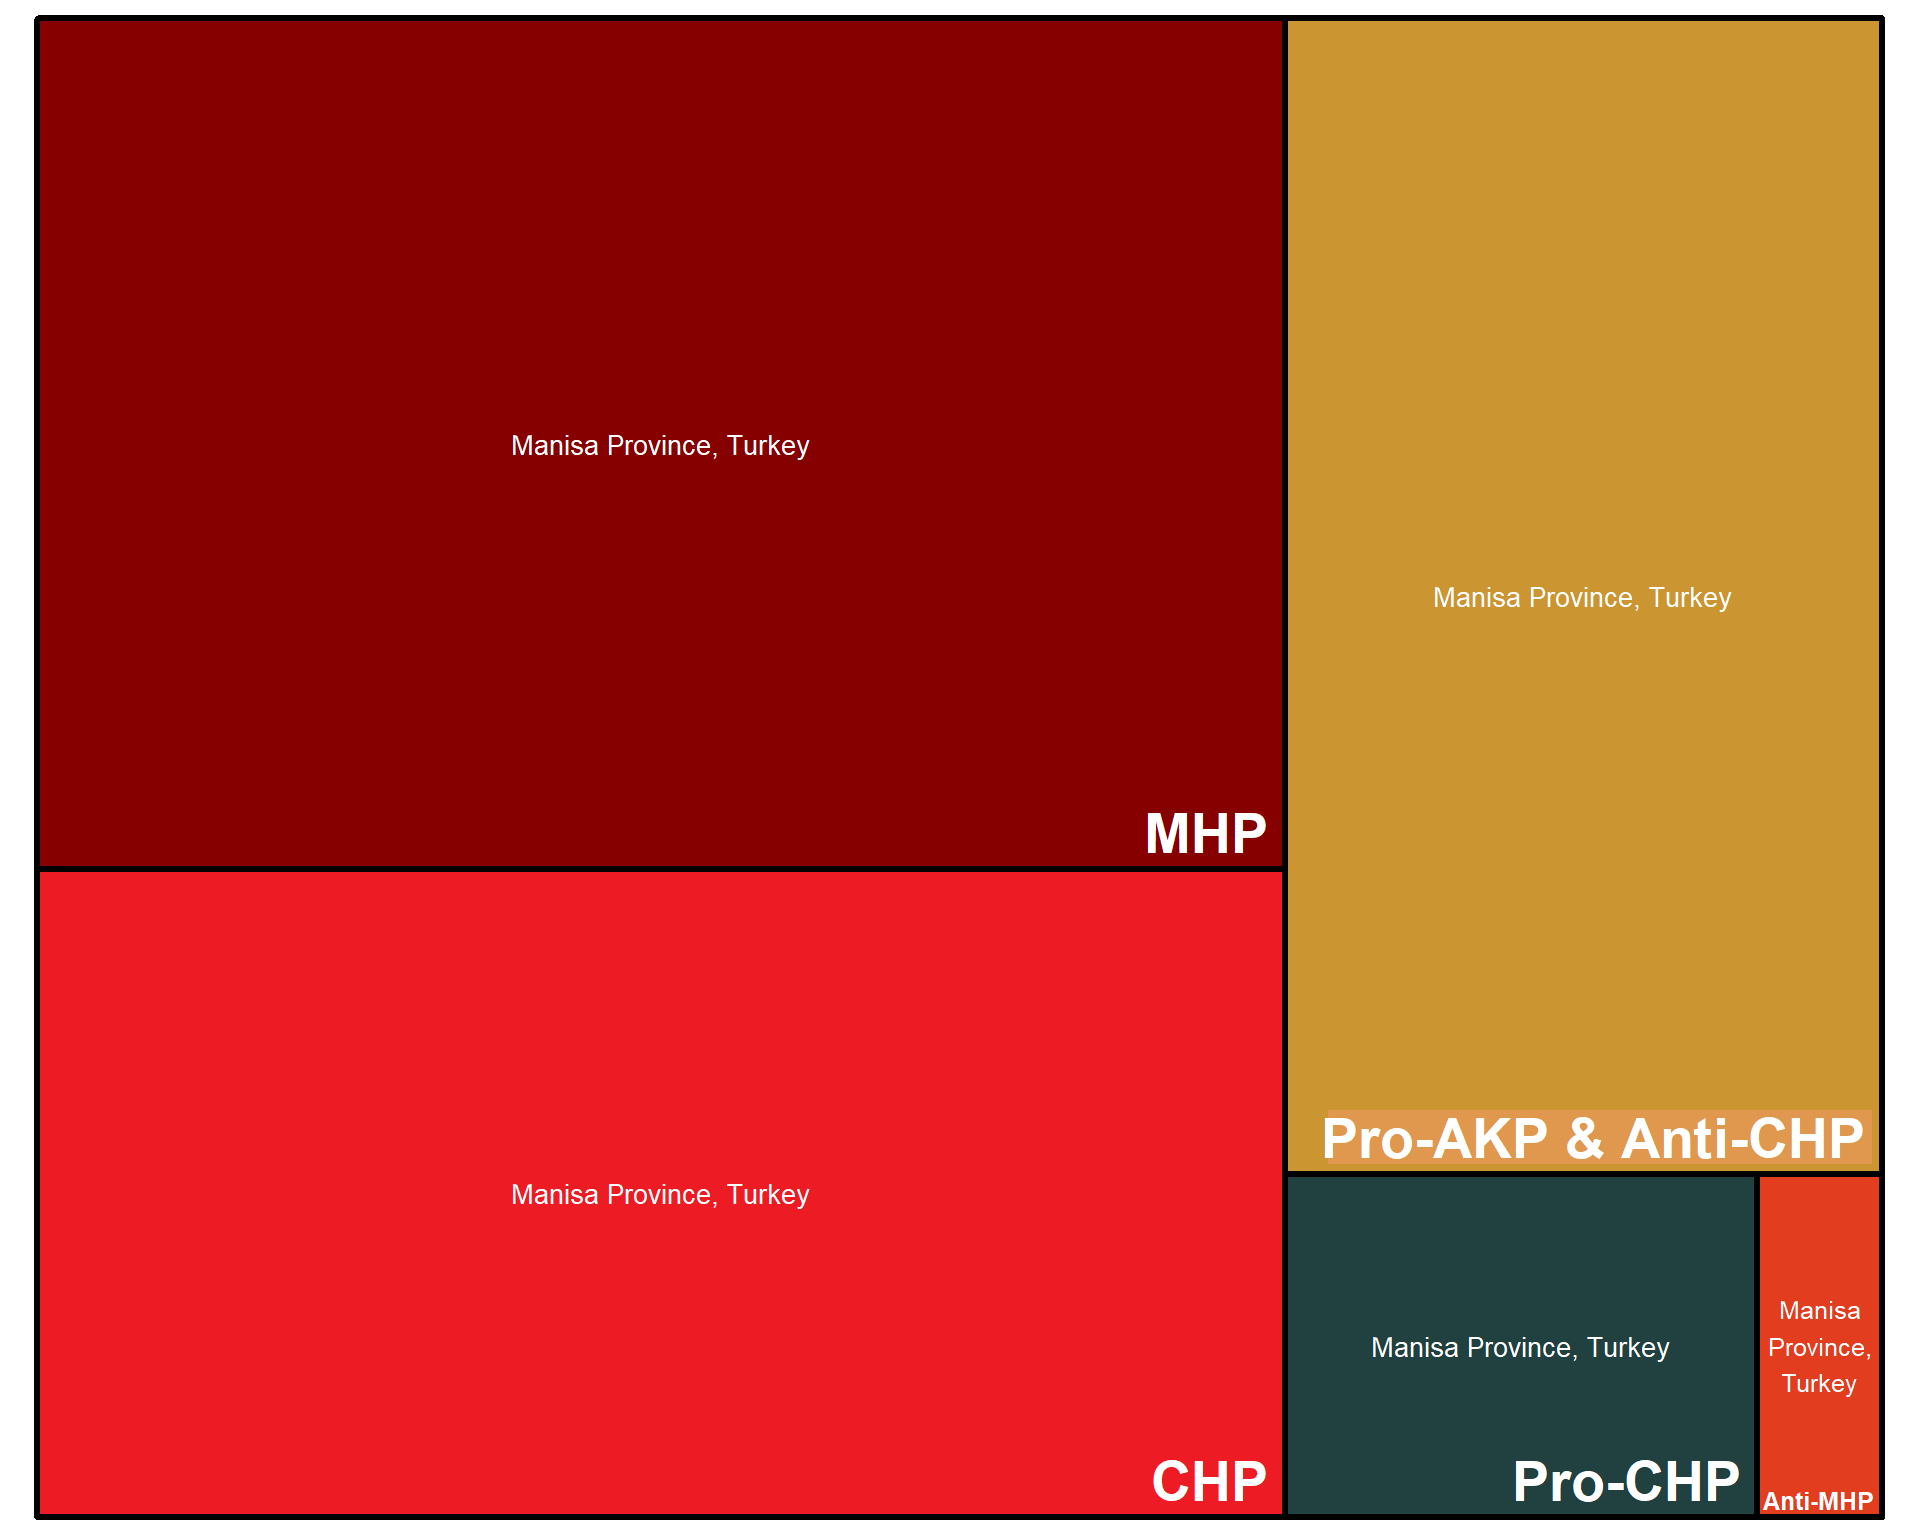 Manisa Province, Turkey
MHP
Manisa Province, Turkey
CHP
Manisa Province, Turkey
Pro-AKP & Anti-CHP
Manisa Province, Turkey
Pro-CHP
Manisa
Province,
Turkey
Anti-MHP